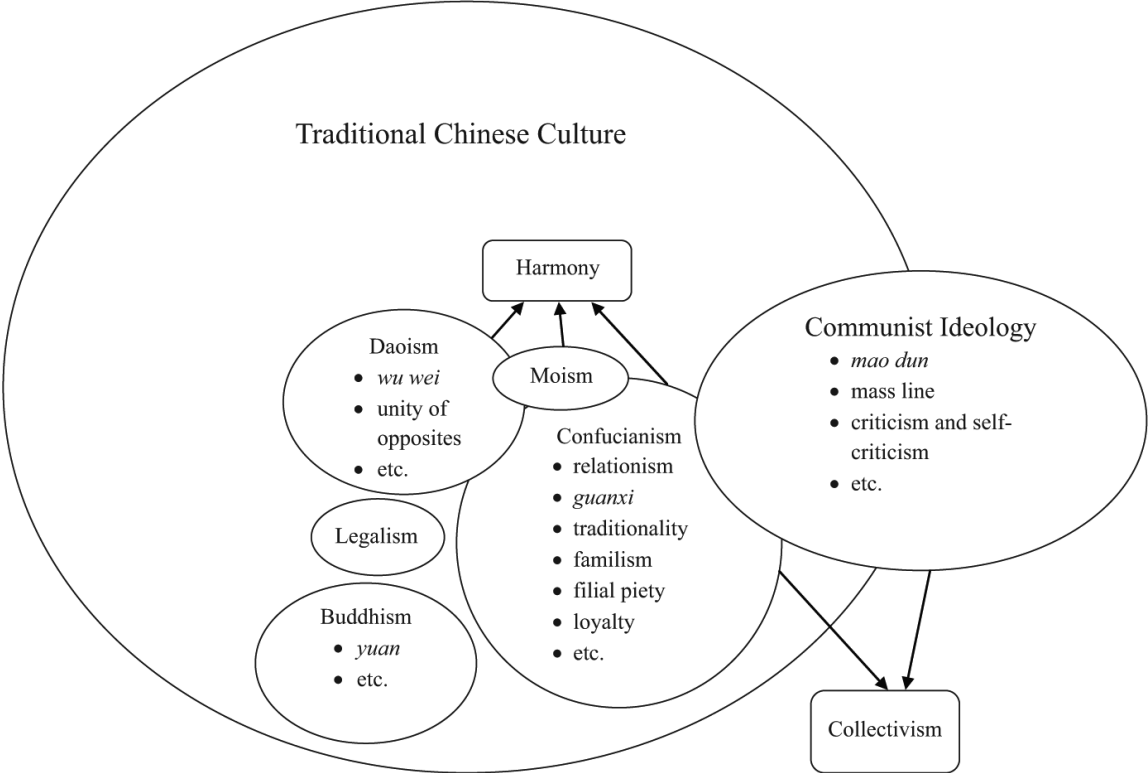 Traditional Chinese Culture
Harmony
Daoism
• wu wei
• unity of
opposites
• etc.
Moism
Confucianism
• relationism
• guanxi
• traditionality
• familism
• filial piety
• loyalty
• etc.
Legalism
Buddhism
• yuan
• etc.
Communist Ideology
• mao dun
• mass line
• criticism and self-
criticism
• etc.
Collectivism